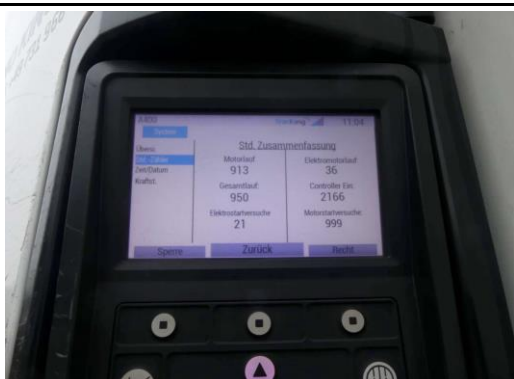 11:04
System
Std. Zusammenfassung
Übers.
Std.-Zähler
Zeit/Datum
Kraftst.
Motorlauf
913
Elektromotorlauf
36
Gesamtlauf:
950
Controller Ein:
2166
Elektrostartversuche
21
Motorstartversuche:
999
Sperre
Zurück
Recht